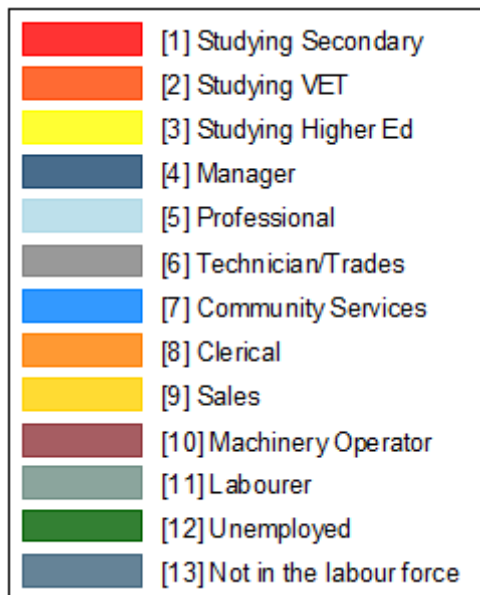 [1] Studying Secondary
[2] Studying VET
[3] Studying Higher Ed
[4] Manager
[5] Professional
[6] Technician/Trades
[7] Community Services
[8] Clerical
[9] Sales
[10] Machinery Operator
[11] Labourer
[12] Unemployed
[13] Not in the labour force